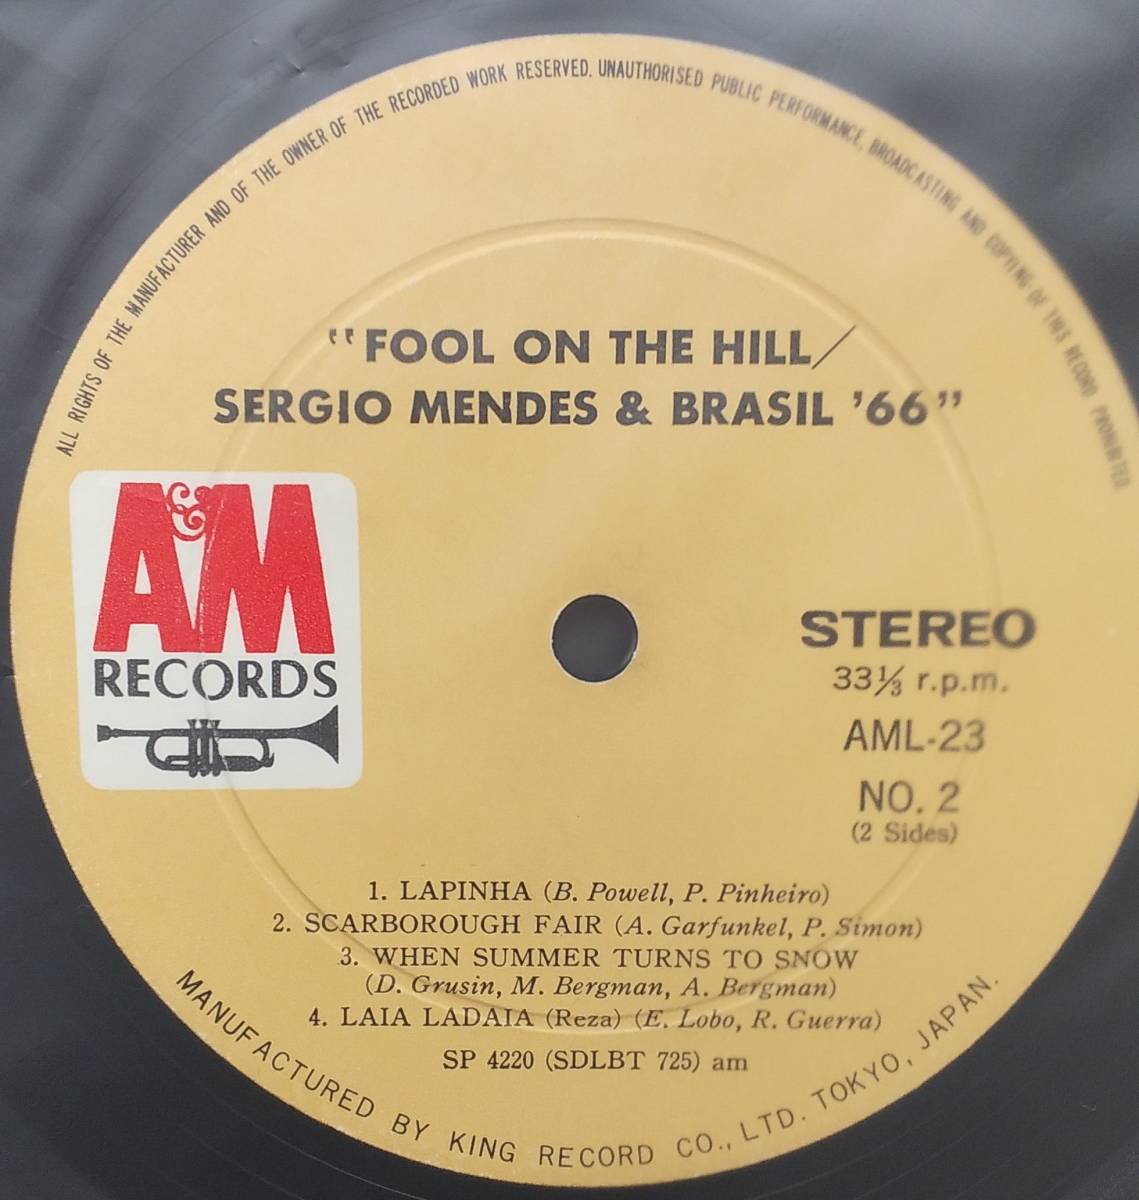 ALL RIGHTS OF THE MANUFACTURER AND OF THE OWNER OF THE RECORDED WORK RESERVED. UNAUTHORISED PUBLIC PERFORMANCE, BROADCASTING AND COPYING OF THIS RECORD PROHIBITED.
"FOOL ON THE HILL/
SERGIO MENDES & BRASIL '66"
A&M
RECORDS
STEREO
33⅓ r.p.m.
AML-23
NO. 2
(2 Sides)
1. LAPINHA (B. Powell, P. Pinheiro)
2. SCARBOROUGH FAIR (A. Garfunkel, P. Simon)
3. WHEN SUMMER TURNS TO SNOW
(D. Grusin, M. Bergman, A. Bergman)
4. LAIA LADAIA (Reza) (E. Lobo, R. Guerra)
SP 4220 (SDLBT 725) am
MANUFACTURED BY KING RECORD CO., LTD. TOKYO, JAPAN.